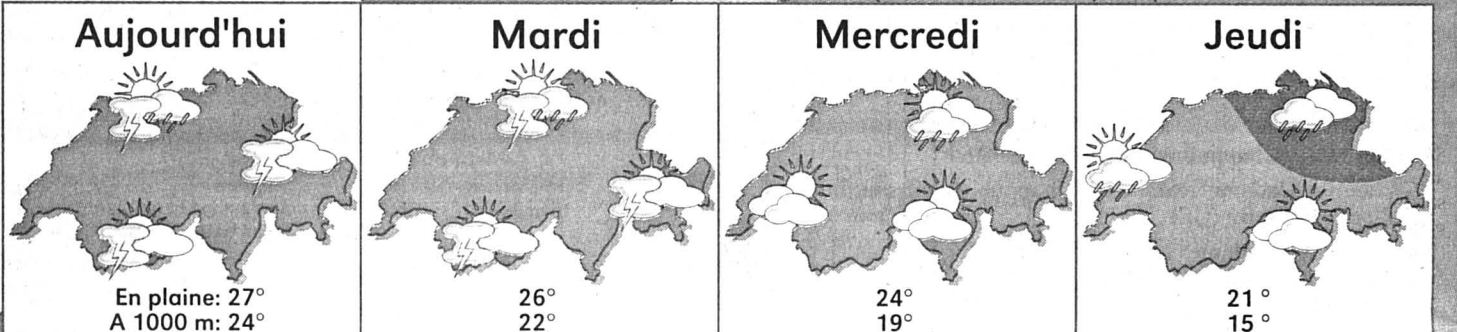 Aujourd'hui
En plaine: 27°
A 1000 m: 24°
Mardi
26°
22°
Mercredi
24°
19°
Jeudi
21 °
15 °